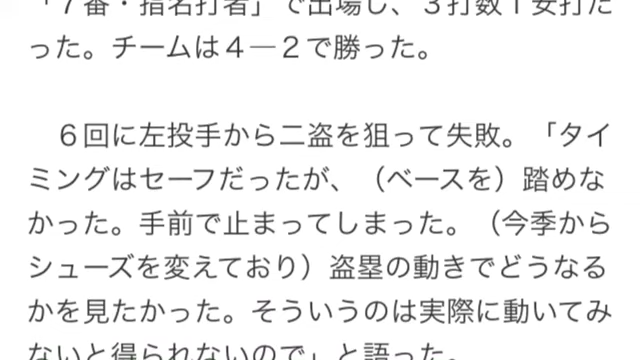 「７番・指名打者」で出場し、３打数１安打だ
った。チームは４―２で勝った。
６回に左投手から二盗を狙って失敗。「タイ
ミングはセーフだったが、（ベースを）踏めな
かった。手前で止まってしまった。（今季から
シューズを変えており）盗塁の動きでどうなる
かを見たかった。そういうのは実際に動いてみ
ないと得られないので」と語った。